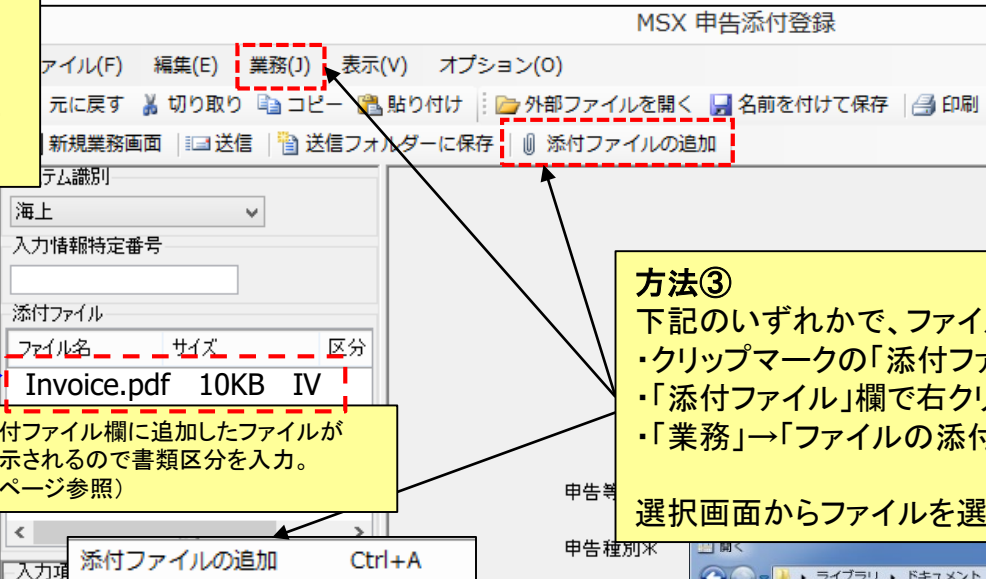 MSX 申告添付登録
ァイル(F) 編集(E) 業務(J) 表示(V) オプション(O)
元に戻す 切り取り コピー 貼り付け 外部ファイルを開く 名前を付けて保存 印刷
新規業務画面 送信 送信フォルダーに保存 添付ファイルの追加
テム識別
海上
入力情報特定番号
添付ファイル
ファイル名 サイズ 区分
Invoice.pdf 10KB IV
付ファイル欄に追加したファイルが
示されるので書類区分を入力。
ページ参照）
添付ファイルの追加 Ctrl+A
入力項
方法③
下記のいずれかで、ファイ
・クリップマークの「添付ファ
・「添付ファイル」欄で右クリ
・「業務」→「ファイルの添付
選択画面からファイルを選
申告等
申告種別※
開く
ライブラリ ドキュメント